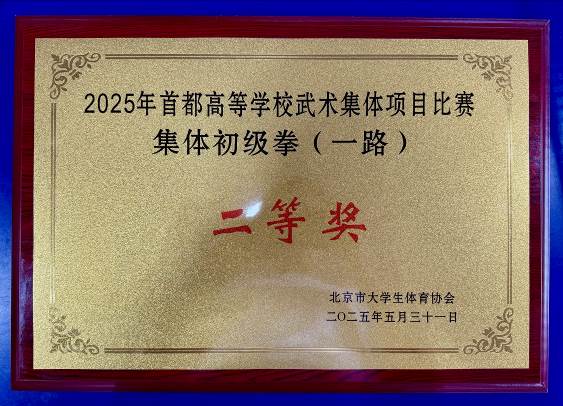 2025年首都高等学校武术集体项目比赛
集体初级拳（一路）
二等奖
北京市大学生体育协会
二〇二五年五月三十一日